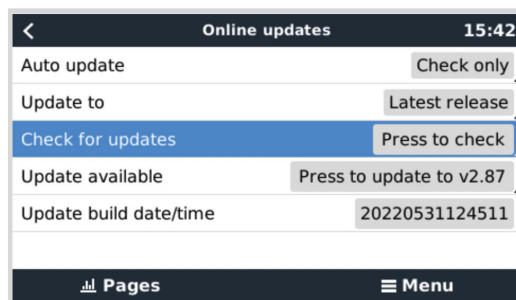 Online updates 15:42
Auto update Check only
Update to Latest release
Check for updates Press to check
Update available Press to update to v2.87
Update build date/time 20220531124511
Pages Menu